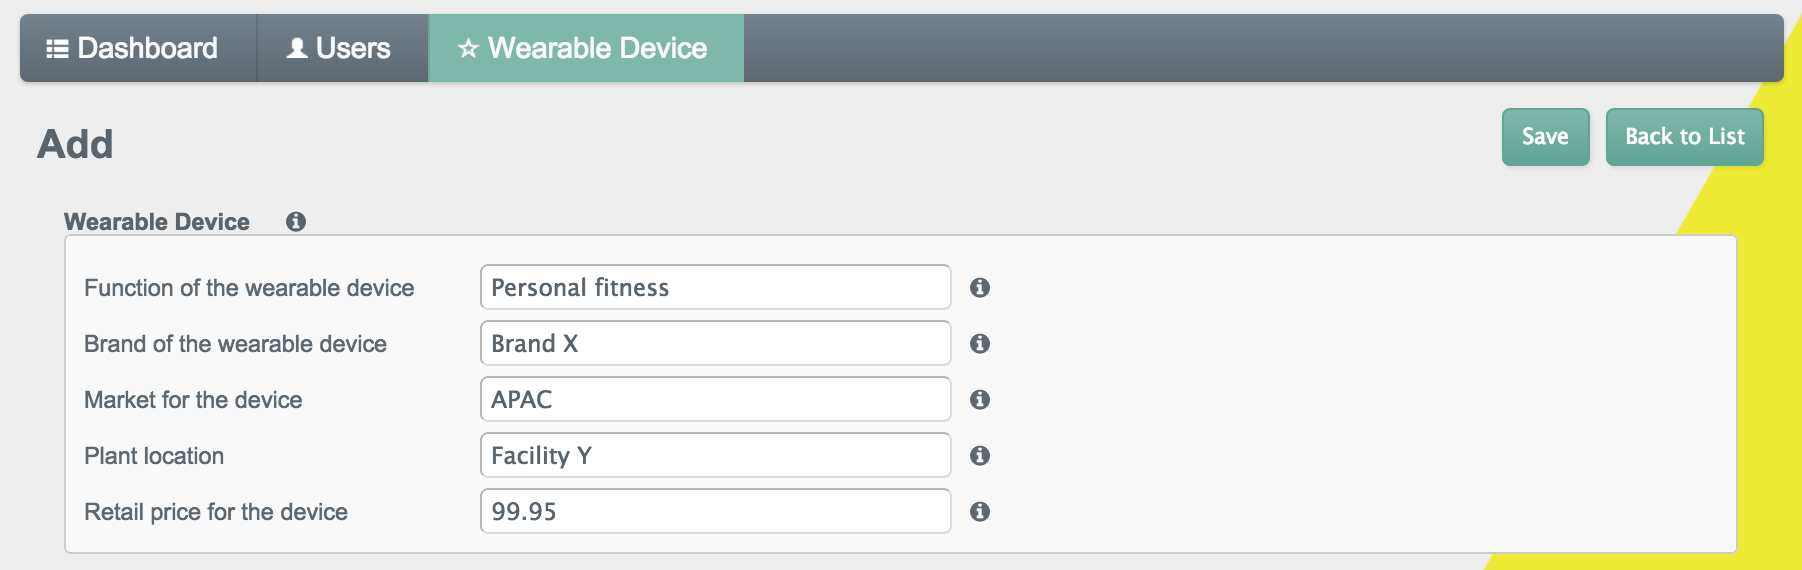 Dashboard Users Wearable Device
Add Save Back to List
Wearable Device
Function of the wearable device Personal fitness
Brand of the wearable device Brand X
Market for the device APAC
Plant location Facility Y
Retail price for the device 99.95